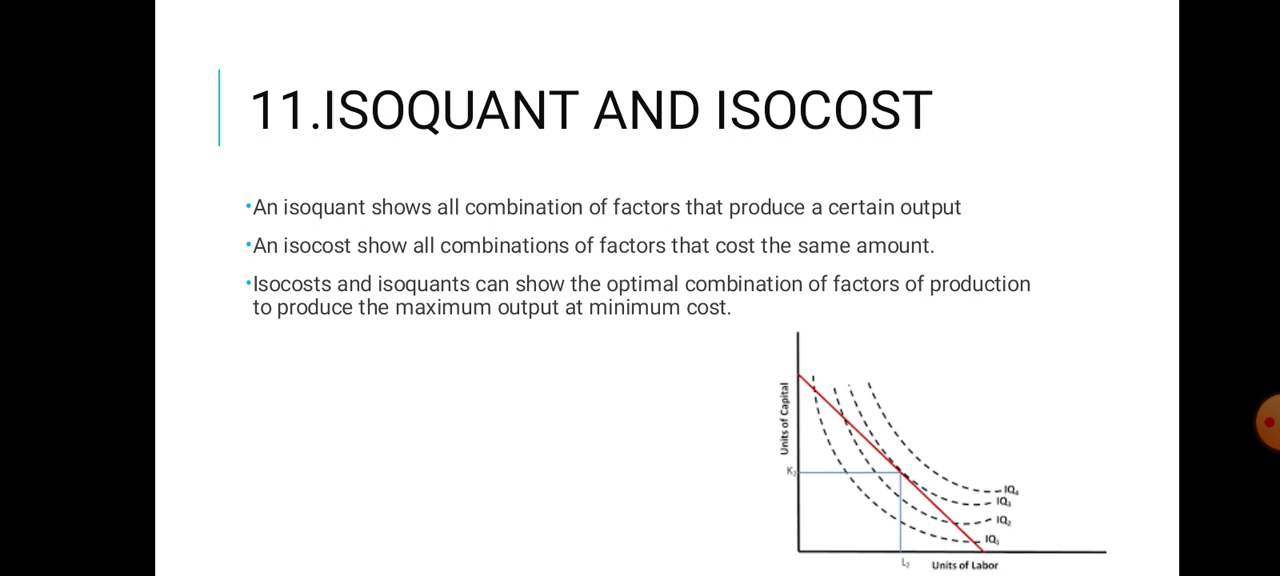 11.ISOQUANT AND ISOCOST
•An isoquant shows all combination of factors that produce a certain output
•An isocost show all combinations of factors that cost the same amount.
•Isocosts and isoquants can show the optimal combination of factors of production
to produce the maximum output at minimum cost.
Units of Capital
K₂
IQ₄
IQ₃
IQ₂
IQ₁
L₂
Units of Labor